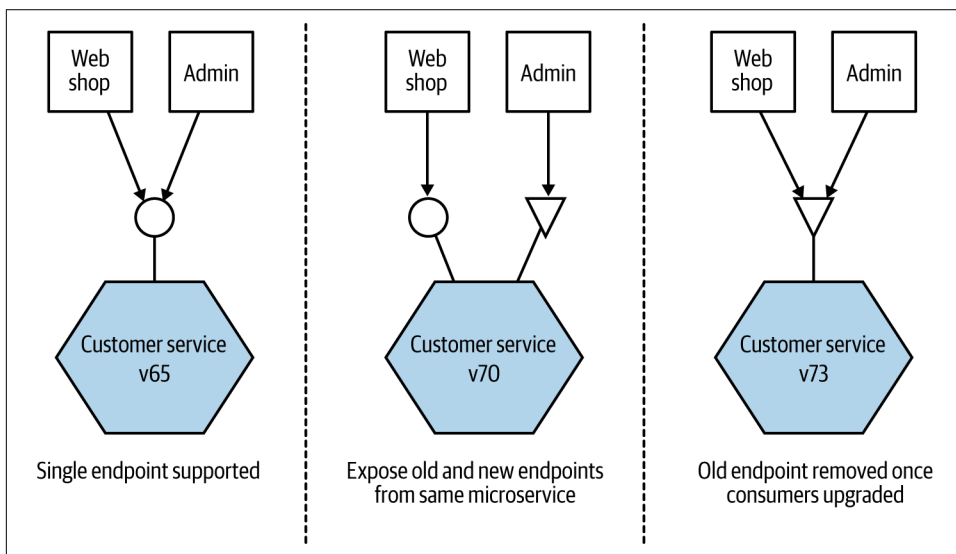 Web
shop
Admin
Customer service
v65
Single endpoint supported
Web
shop
Admin
Customer service
v70
Expose old and new endpoints
from same microservice
Web
shop
Admin
Customer service
v73
Old endpoint removed once
consumers upgraded